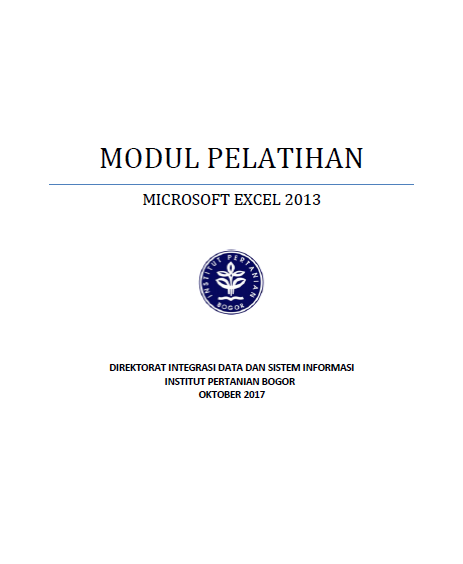 MODUL PELATIHAN
MICROSOFT EXCEL 2013
INSTITUT PERTANIAN
BOGOR
DIREKTORAT INTEGRASI DATA DAN SISTEM INFORMASI
INSTITUT PERTANIAN BOGOR
OKTOBER 2017